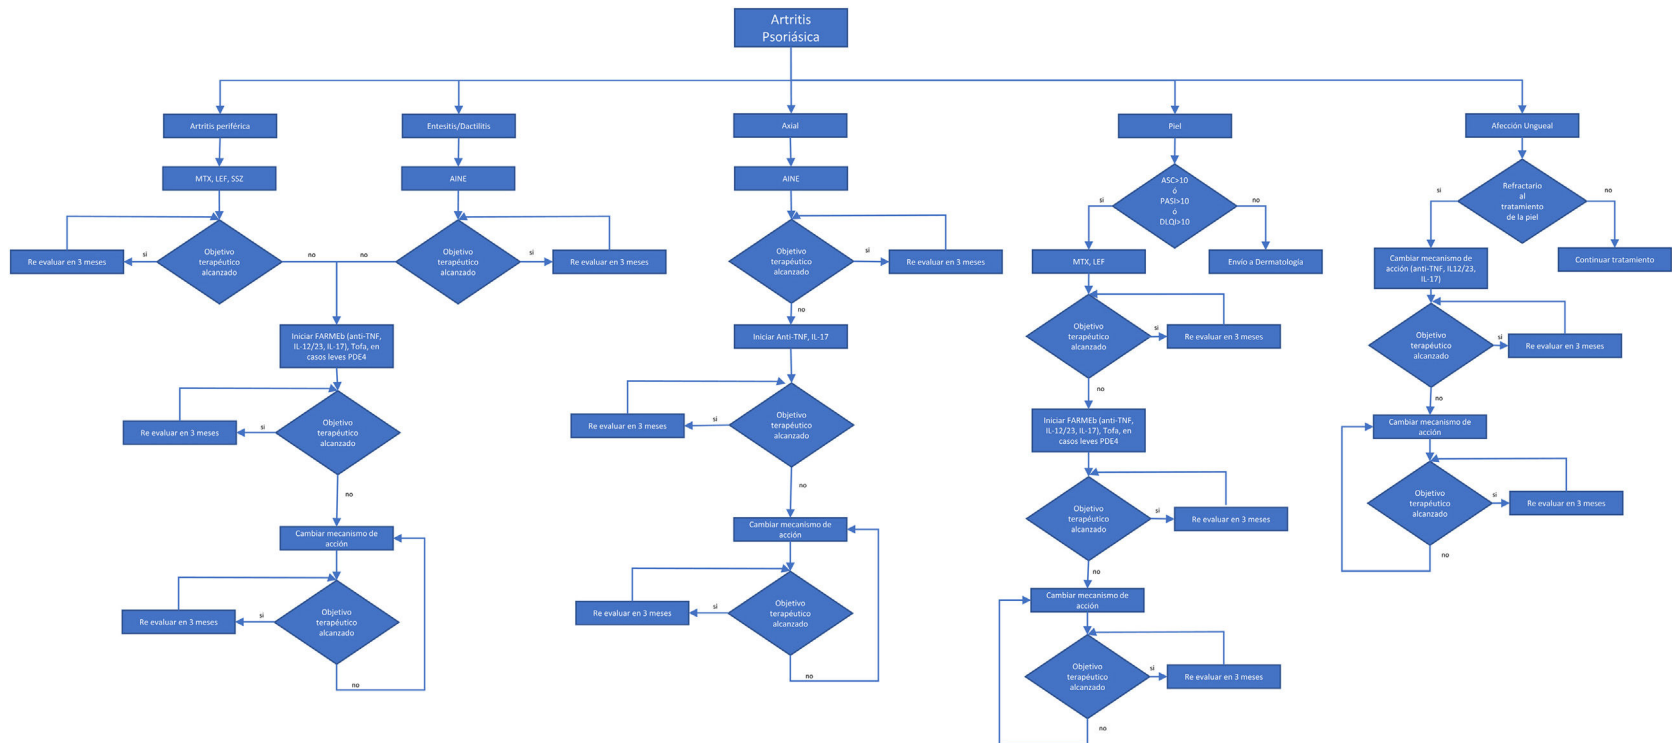 Artritis
Psoriásica
Artritis periférica
MTX, LEF, SSZ
Objetivo
terapéutico
alcanzado
si
Re evaluar en 3 meses
no
Entesitis/Dactilitis
AINE
Objetivo
terapéutico
alcanzado
si
Re evaluar en 3 meses
no
Iniciar FARMEb (anti-TNF,
IL-12/23, IL-17), Tofa, en
casos leves PDE4
Objetivo
terapéutico
alcanzado
si
Re evaluar en 3 meses
no
Cambiar mecanismo de
acción
Objetivo
terapéutico
alcanzado
si
Re evaluar en 3 meses
no
Axial
AINE
Objetivo
terapéutico
alcanzado
si
Re evaluar en 3 meses
no
Iniciar Anti-TNF, IL-17
Objetivo
terapéutico
alcanzado
si
Re evaluar en 3 meses
no
Cambiar mecanismo de
acción
Objetivo
terapéutico
alcanzado
si
Re evaluar en 3 meses
no
Piel
ASC>10
ó
PASI>10
ó
DLQI>10
si
no
MTX, LEF
Envío a Dermatología
Objetivo
terapéutico
alcanzado
si
Re evaluar en 3 meses
no
Iniciar FARMEb (anti-TNF,
IL-12/23, IL-17), Tofa, en
casos leves PDE4
Objetivo
terapéutico
alcanzado
si
Re evaluar en 3 meses
no
Cambiar mecanismo de
acción
Objetivo
terapéutico
alcanzado
si
Re evaluar en 3 meses
no
Afección Ungueal
Refractario
al
tratamiento
de la piel
si
no
Cambiar mecanismo de
acción (anti-TNF, IL12/23,
IL-17)
Continuar tratamiento
Objetivo
terapéutico
alcanzado
si
Re evaluar en 3 meses
no
Cambiar mecanismo de
acción
Objetivo
terapéutico
alcanzado
si
Re evaluar en 3 meses
no